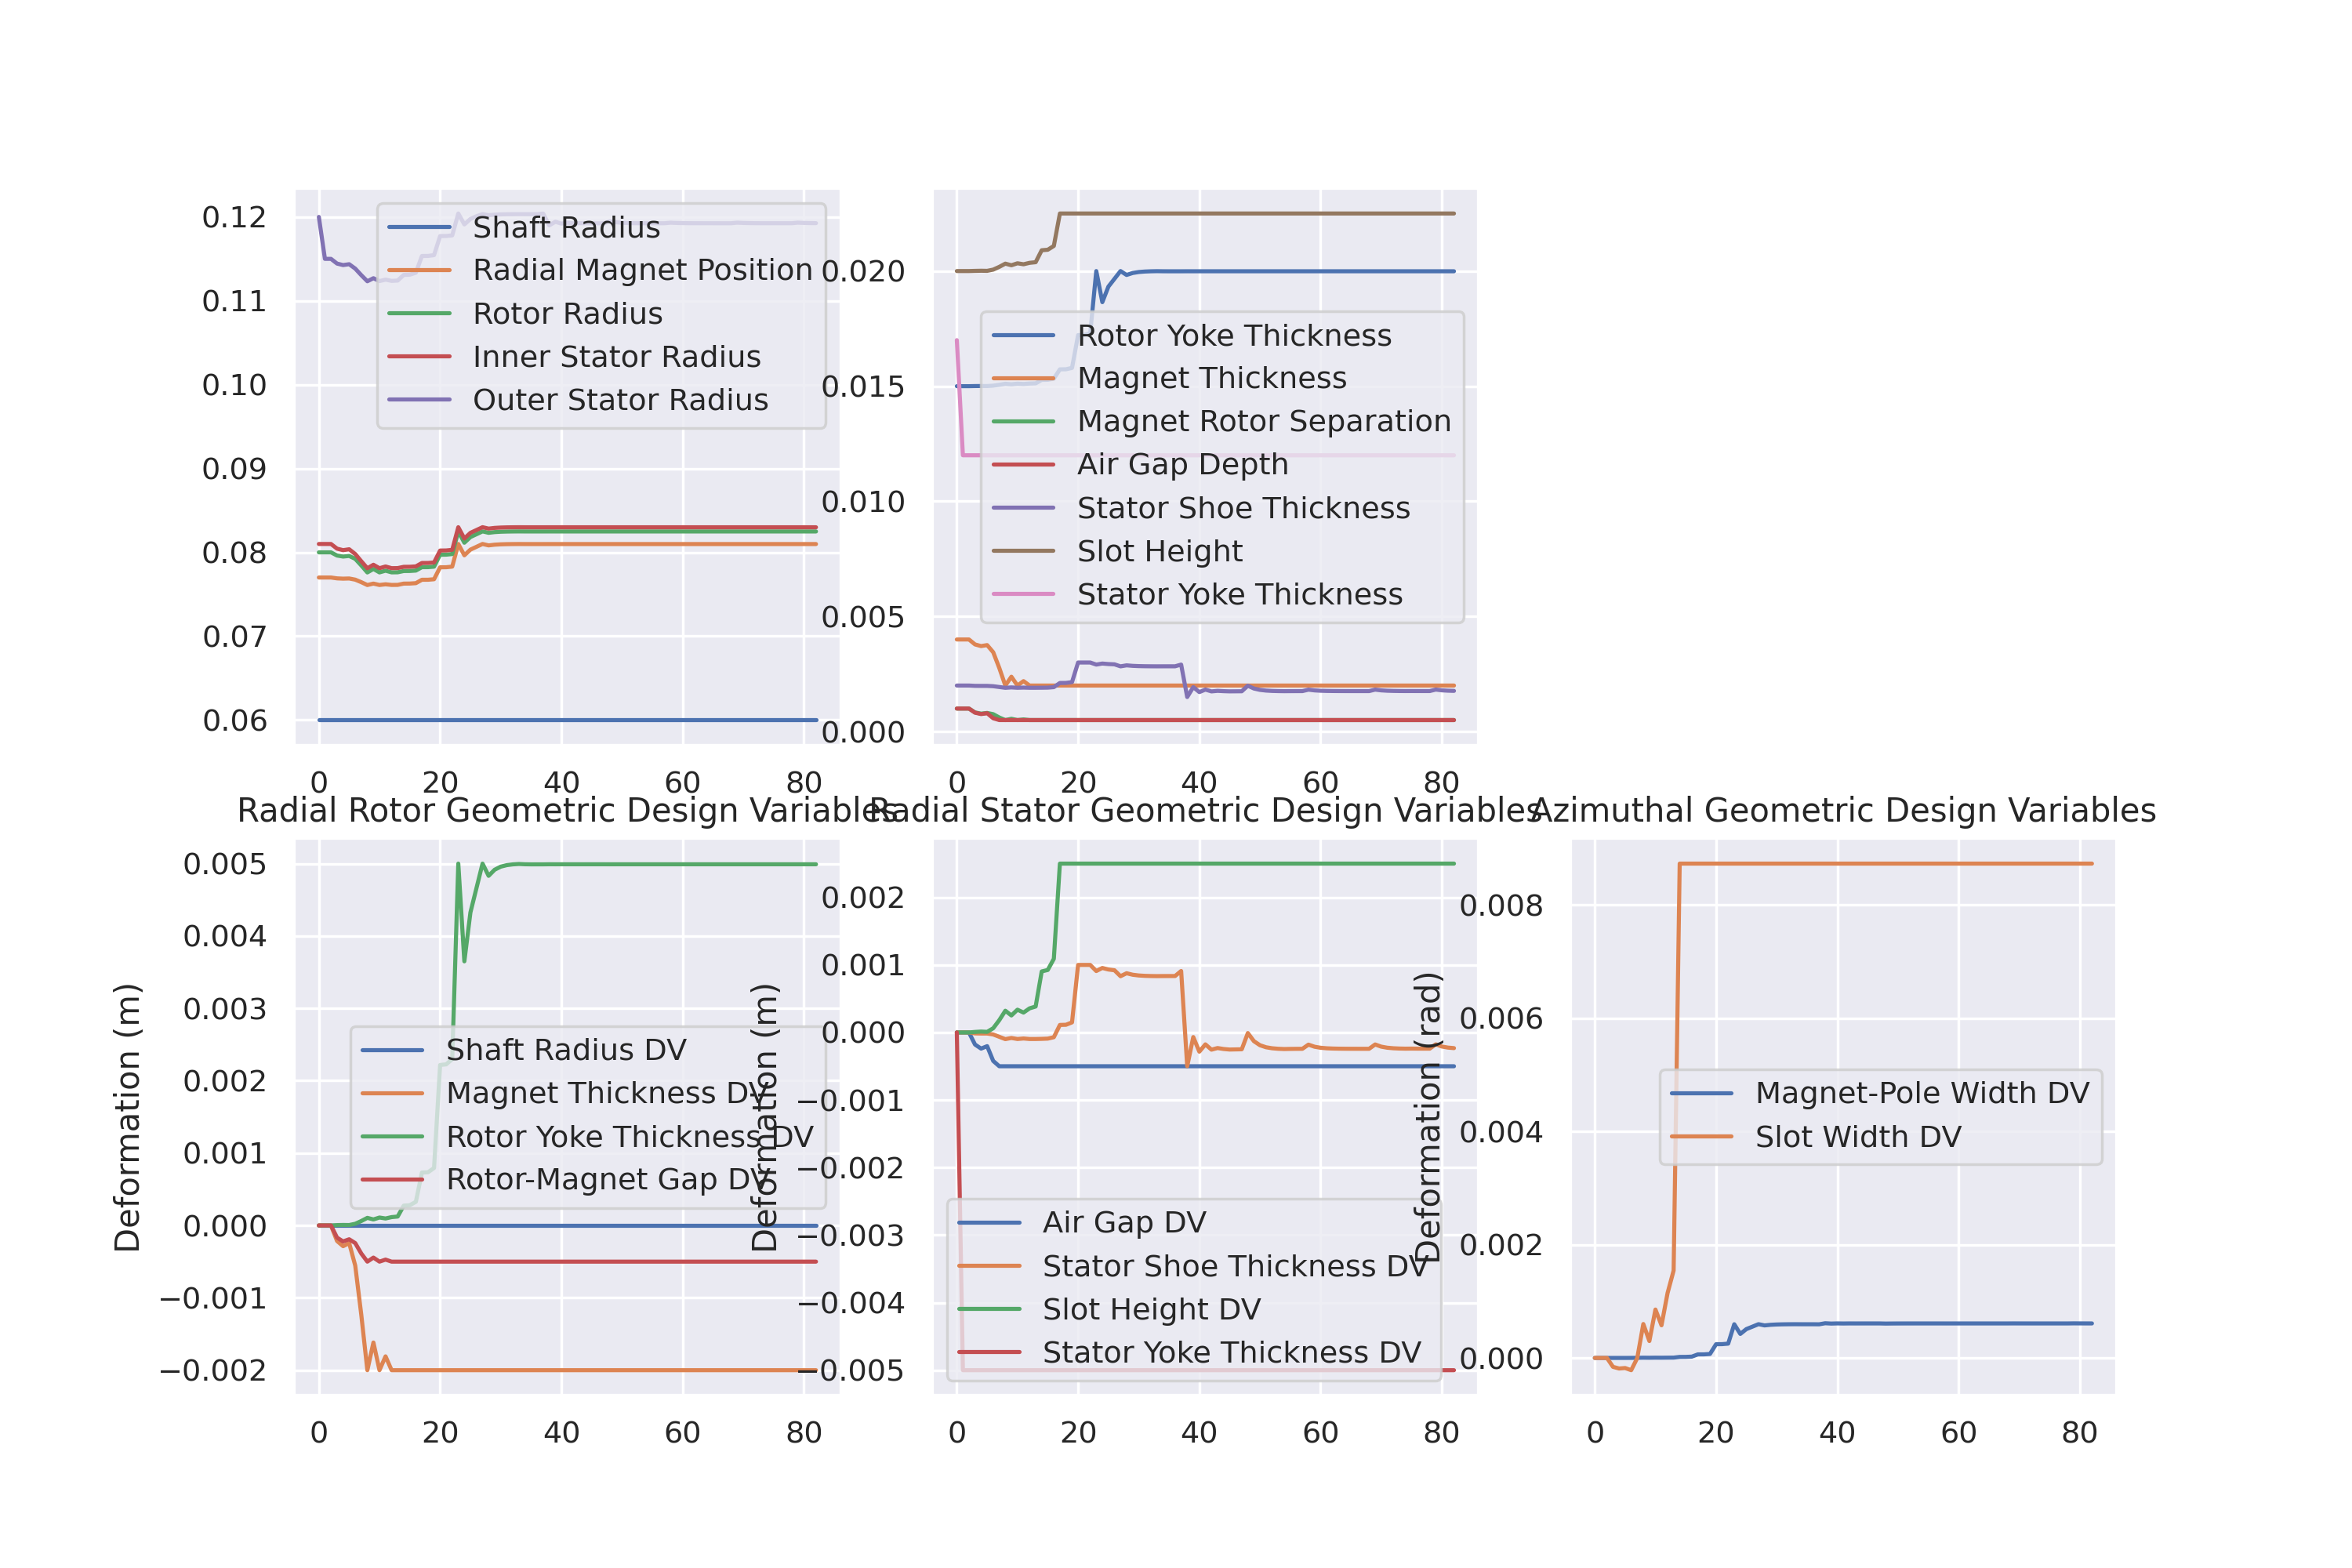 0.12
0.11
0.10
0.09
0.08
0.07
0.06
0 20 40 60 80
Shaft Radius
Radial Magnet Position
Rotor Radius
Inner Stator Radius
Outer Stator Radius
0.020
0.015
0.010
0.005
0.000
0 20 40 60 80
Rotor Yoke Thickness
Magnet Thickness
Magnet Rotor Separation
Air Gap Depth
Stator Shoe Thickness
Slot Height
Stator Yoke Thickness
Radial Rotor Geometric Design Variables
Deformation (m)
0.005
0.004
0.003
0.002
0.001
0.000
−0.001
−0.002
0 20 40 60 80
Shaft Radius DV
Magnet Thickness DV
Rotor Yoke Thickness DV
Rotor-Magnet Gap DV
Radial Stator Geometric Design Variables
Deformation (m)
0.002
0.001
0.000
−0.001
−0.002
−0.003
−0.004
−0.005
0 20 40 60 80
Air Gap DV
Stator Shoe Thickness DV
Slot Height DV
Stator Yoke Thickness DV
Azimuthal Geometric Design Variables
Deformation (rad)
0.008
0.006
0.004
0.002
0.000
0 20 40 60 80
Magnet-Pole Width DV
Slot Width DV